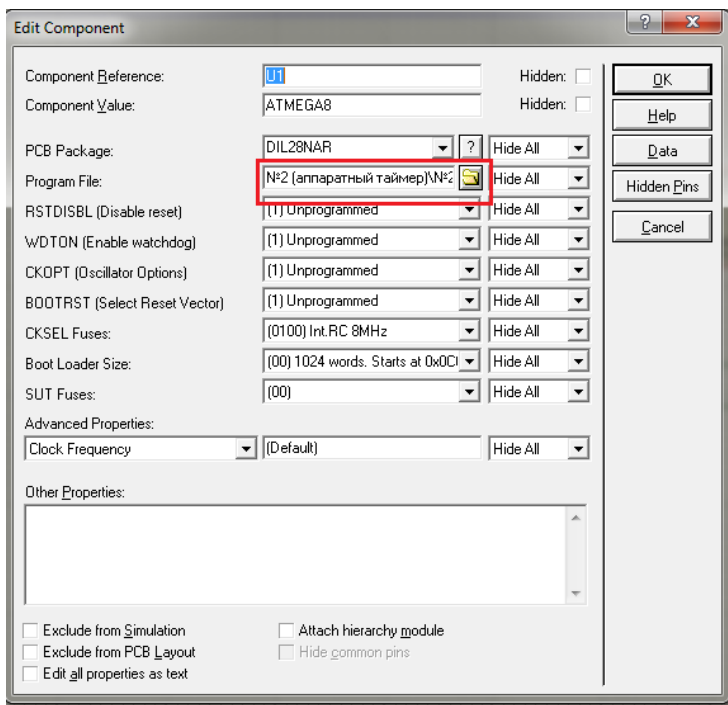 Edit Component
Component Reference: U1 Hidden:
Component Value: ATMEGA8 Hidden:
PCB Package: DIL28NAR ? Hide All
Program File: №2 (аппаратный таймер)\№2 Hide All
RSTDISBL (Disable reset) (1) Unprogrammed Hide All
WDTON (Enable watchdog) (1) Unprogrammed Hide All
CKOPT (Oscillator Options) (1) Unprogrammed Hide All
BOOTRST (Select Reset Vector) (1) Unprogrammed Hide All
CKSEL Fuses: (0100) Int.RC 8MHz Hide All
Boot Loader Size: (00) 1024 words. Starts at 0x0C Hide All
SUT Fuses: (00) Hide All
Advanced Properties:
Clock Frequency (Default) Hide All
Other Properties:
Exclude from Simulation Attach hierarchy module
Exclude from PCB Layout Hide common pins
Edit all properties as text
OK
Help
Data
Hidden Pins
Cancel